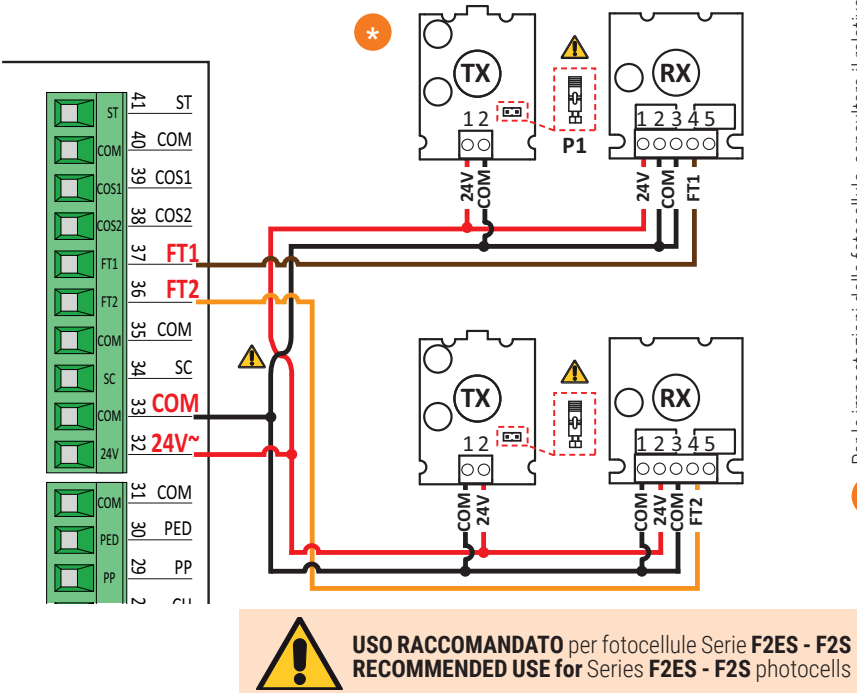 *
TX
1 2
24V
COM
P1
RX
1 2 3 4 5
24V
COM
FT1
ST 41 ST
COM 40 COM
COS1 39 COS1
COS2 38 COS2
FT1 37 FT1
FT2 36 FT2
COM 35 COM
SC 34 SC
COM 33 COM
24V 32 24V~
COM 31 COM
PED 30 PED
PP 29 PP
TX
1 2
COM
24V
RX
1 2 3 4 5
COM
24V
COM
FT2
USO RACCOMANDATO per fotocellule Serie F2ES - F2S
RECOMMENDED USE for Series F2ES - F2S photocells